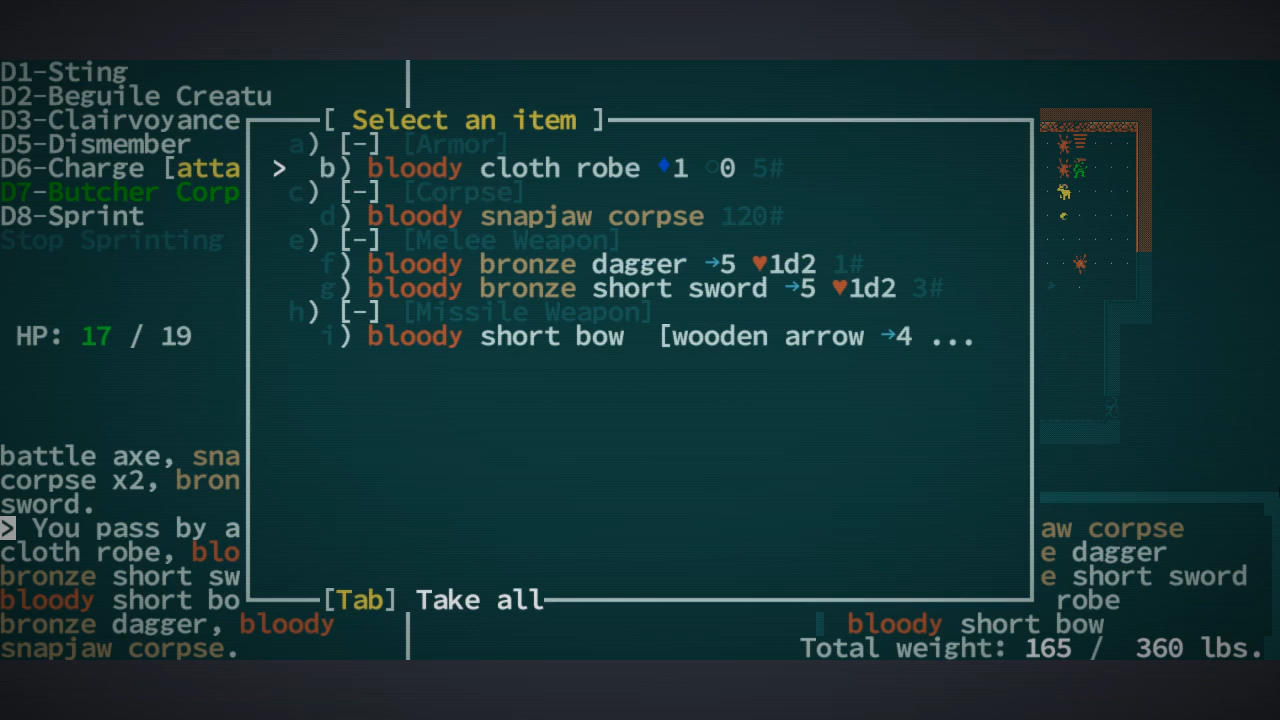 D1-Sting
D2-Beguile Creatu
D3-Clairvoyance
D5-Dismember
D6-Charge [atta
D7-Butcher Corp
D8-Sprint
Stop Sprinting
HP: 17 / 19
battle axe, sna
corpse x2, bron
sword.
> You pass by a
cloth robe, blo
bronze short sw
bloody short bo
bronze dagger, bloody
snapjaw corpse.
[ Select an item ]
a) [-] [Armor]
> b) bloody cloth robe ♦1 ○0 5#
c) [-] [Corpse]
d) bloody snapjaw corpse 120#
e) [-] [Melee Weapon]
f) bloody bronze dagger →5 ♥1d2 1#
g) bloody bronze short sword →5 ♥1d2 3#
h) [-] [Missile Weapon]
i) bloody short bow [wooden arrow →4 ...
[Tab] Take all
aw corpse
e dagger
e short sword
robe
bloody short bow
Total weight: 165 / 360 lbs.